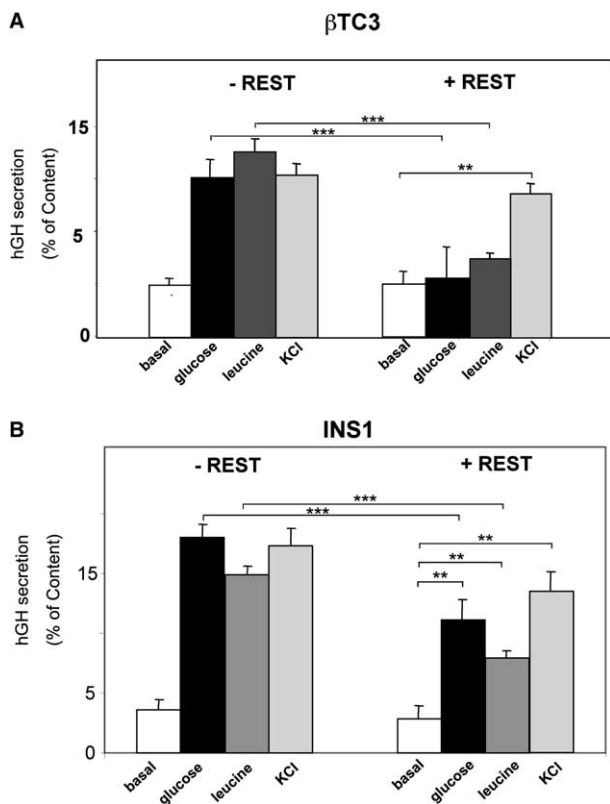 A
βTC3
- REST
+ REST
***
***
**
15
5
0
hGH secretion
(% of Content)
basal
glucose
leucine
KCl
basal
glucose
leucine
KCl
B
INS1
- REST
+ REST
***
***
**
**
**
15
5
0
hGH secretion
(% of Content)
basal
glucose
leucine
KCl
basal
glucose
leucine
KCl